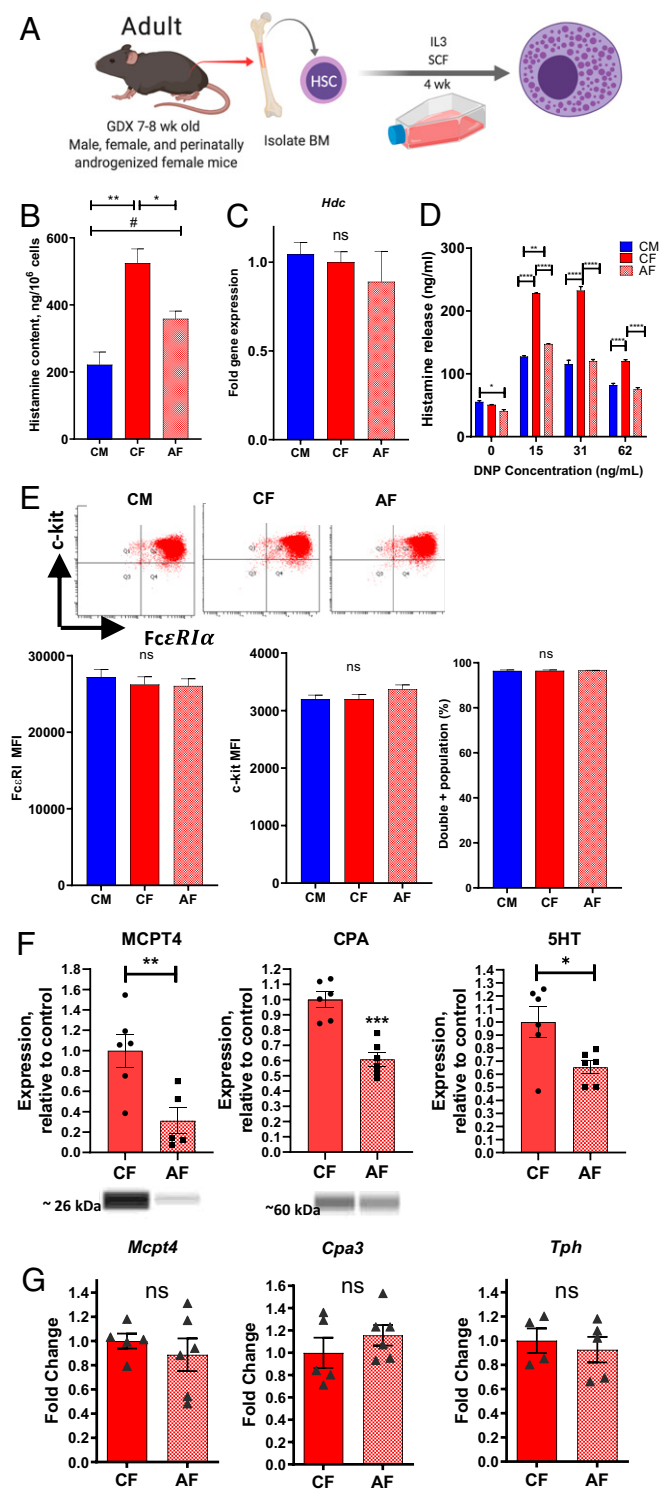 A
Adult
GDX 7-8 wk old
Male, female, and perinatally
androgenized female mice
HSC
Isolate BM
IL3
SCF
4 wk
B
** *
#
Histamine content, ng/10⁶ cells
600
400
200
0
CM CF AF
C
Hdc
ns
Fold gene expression
1.0
0.5
0.0
CM CF AF
D
CM
CF
AF
Histamine release (ng/ml)
300
200
100
0
*
**
**** ****
**** ****
**** ****
0 15 31 62
DNP Concentration (ng/mL)
E
CM CF AF
c-kit
Q1
Q3 Q4
Q1
Q3 Q4
Q1
Q3 Q4
FcεRIα
ns
FcεRI MFI
30000
20000
10000
0
CM CF AF
ns
c-kit MFI
4000
3000
2000
1000
0
CM CF AF
ns
Double + population (%)
100
80
60
40
20
0
CM CF AF
F
MCPT4
**
Expression,
relative to control
1.8
1.6
1.4
1.2
1.0
0.8
0.6
0.4
0.2
0.0
CF AF
~ 26 kDa
CPA
***
Expression,
relative to control
1.2
1.1
1.0
0.9
0.8
0.7
0.6
0.5
0.4
0.3
0.2
0.1
0.0
CF AF
~60 kDa
5HT
*
Expression,
relative to control
1.4
1.3
1.2
1.1
1.0
0.9
0.8
0.7
0.6
0.5
0.4
0.3
0.2
0.1
0.0
CF AF
G
Mcpt4
ns
Fold Change
1.4
1.2
1.0
0.8
0.6
0.4
0.2
0.0
CF AF
Cpa3
ns
Fold Change
1.6
1.4
1.2
1.0
0.8
0.6
0.4
0.2
0.0
CF AF
Tph
ns
Fold Change
1.4
1.2
1.0
0.8
0.6
0.4
0.2
0.0
CF AF